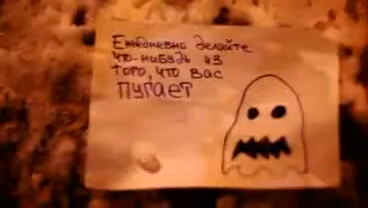 Ежедневно делайте
что-нибудь из
того, что вас
пугает